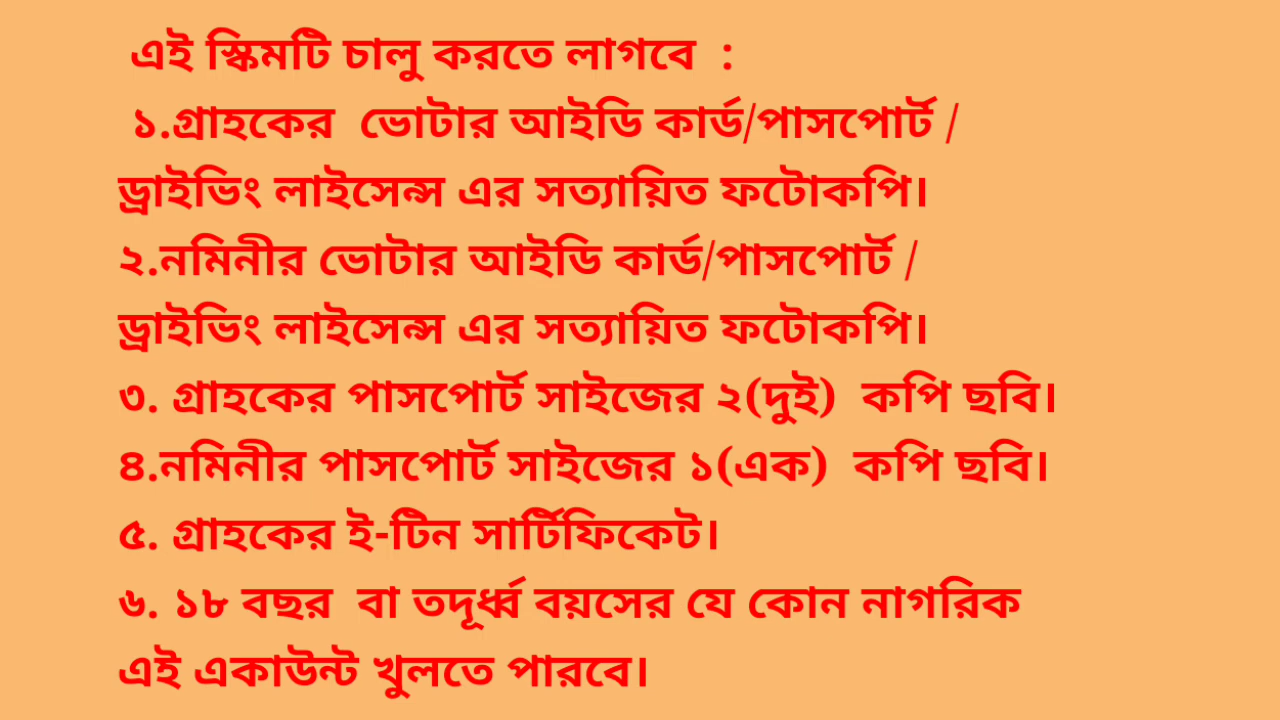 এই স্কিমটি চালু করতে লাগবে :
১.গ্রাহকের ভোটার আইডি কার্ড/পাসপোর্ট /
ড্রাইভিং লাইসেন্স এর সত্যায়িত ফটোকপি।
২.নমিনীর ভোটার আইডি কার্ড/পাসপোর্ট /
ড্রাইভিং লাইসেন্স এর সত্যায়িত ফটোকপি।
৩. গ্রাহকের পাসপোর্ট সাইজের ২(দুই) কপি ছবি।
৪.নমিনীর পাসপোর্ট সাইজের ১(এক) কপি ছবি।
৫. গ্রাহকের ই-টিন সার্টিফিকেট।
৬. ১৮ বছর বা তদূর্ধ্ব বয়সের যে কোন নাগরিক
এই একাউন্ট খুলতে পারবে।